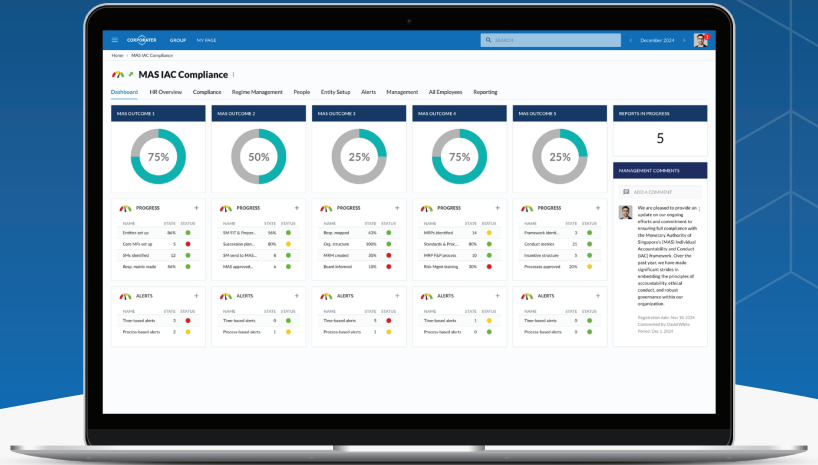 CORPORATER
GROUP
MY PAGE
SEARCH
December 2024
Home
MAS IAC Compliance
MAS IAC Compliance
Dashboard
HR Overview
Compliance
Regime Management
People
Entity Setup
Alerts
Management
All Employees
Reporting
MAS OUTCOME 1
75%
PROGRESS
NAME STATE STATUS
Entities set up 86%
Core MFs set up 5
SMs identified 12
Resp. matrix made 56%
ALERTS
NAME STATE STATUS
Time-based alerts 3
Process-based alerts 2
MAS OUTCOME 2
50%
PROGRESS
NAME STATE STATUS
SM FIT & Proper... 56%
Succession plan... 80%
SM send to MAS... 8
MAS approved... 6
ALERTS
NAME STATE STATUS
Time-based alerts 0
Process-based alerts 1
MAS OUTCOME 3
25%
PROGRESS
NAME STATE STATUS
Resp. mapped 43%
Org. structure 100%
MRM created 30%
Board informed 10%
ALERTS
NAME STATE STATUS
Time-based alerts 5
Process-based alerts 1
MAS OUTCOME 4
75%
PROGRESS
NAME STATE STATUS
MRPs identified 14
Standards & Proc... 80%
MRP P&P process 10
Risk Mgmt training 30%
ALERTS
NAME STATE STATUS
Time-based alerts 1
Process-based alerts 0
MAS OUTCOME 5
25%
PROGRESS
NAME STATE STATUS
Framework identi... 3
Conduct metrics 21
Incentive structure 5
Processes approved 20%
ALERTS
NAME STATE STATUS
Time-based alerts 0
Process-based alerts 0
REPORTS IN PROGRESS
5
MANAGEMENT COMMENTS
ADD A COMMENT
We are pleased to provide an
update on our ongoing
efforts and commitment to
ensuring full compliance with
the Monetary Authority of
Singapore's (MAS) Individual
Accountability and Conduct
(IAC) framework. Over the
past year, we have made
significant strides in
embedding the principles of
accountability, ethical
conduct, and robust
governance within our
organization.
Registration date: Nov 18, 2024
Commented by: David White
Period: Dec 1, 2024